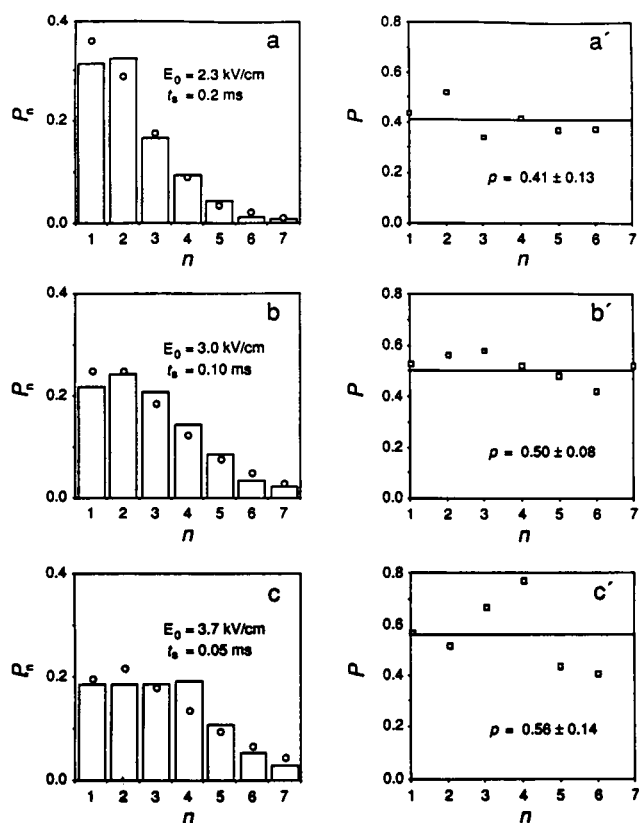 0.4
a
E₀ = 2.3 kV/cm
tₛ = 0.2 ms
Pₙ
0.2
0.0
1 2 3 4 5 6 7
n
0.8
a´
0.6
P
0.4
0.2
p = 0.41 ± 0.13
0.0
1 2 3 4 5 6 7
n
0.4
b
E₀ = 3.0 kV/cm
tₛ = 0.10 ms
Pₙ
0.2
0.0
1 2 3 4 5 6 7
n
0.8
b´
0.6
P
0.4
0.2
p = 0.50 ± 0.08
0.0
1 2 3 4 5 6 7
n
0.4
c
E₀ = 3.7 kV/cm
tₛ = 0.05 ms
Pₙ
0.2
0.0
1 2 3 4 5 6 7
n
0.8
c´
0.6
P
0.4
0.2
p = 0.56 ± 0.14
0.0
1 2 3 4 5 6 7
n